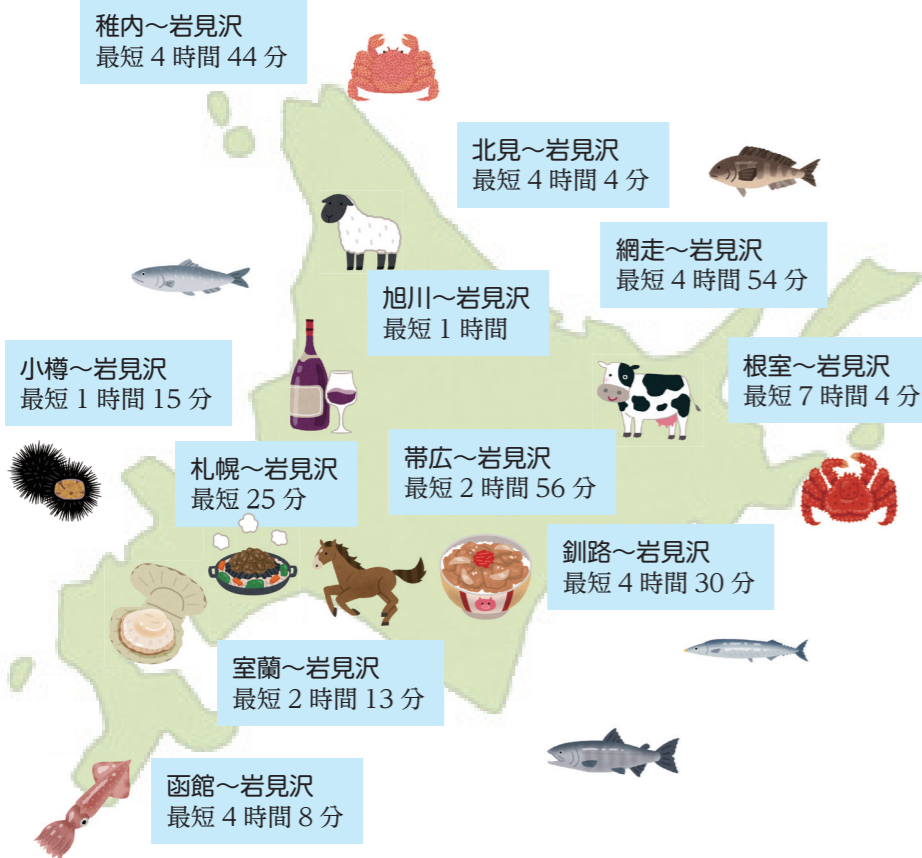 稚内〜岩見沢
最短 4 時間 44 分
北見〜岩見沢
最短 4 時間 4 分
網走〜岩見沢
最短 4 時間 54 分
旭川〜岩見沢
最短 1 時間
小樽〜岩見沢
最短 1 時間 15 分
根室〜岩見沢
最短 7 時間 4 分
札幌〜岩見沢
最短 25 分
帯広〜岩見沢
最短 2 時間 56 分
釧路〜岩見沢
最短 4 時間 30 分
室蘭〜岩見沢
最短 2 時間 13 分
函館〜岩見沢
最短 4 時間 8 分